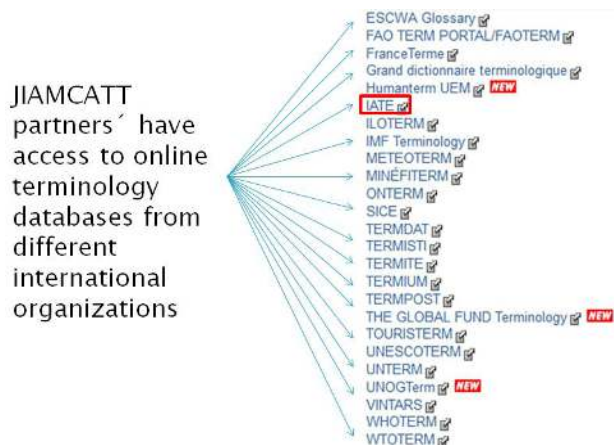 JIAMCATT
partners´ have
access to online
terminology
databases from
different
international
organizations
ESCWA Glossary
FAO TERM PORTAL/FAOTERM
FranceTerme
Grand dictionnaire terminologique
Humanterm UEM NEW
IATE
ILOTERM
IMF Terminology
METEOTERM
MINÉFITERM
ONTERM
SICE
TERMDAT
TERMISTI
TERMITE
TERMIUM
TERMPOST
THE GLOBAL FUND Terminology NEW
TOURISTERM
UNESCOTERM
UNTERM
UNOGTerm NEW
VINTARS
WHOTERM
WTOTERM